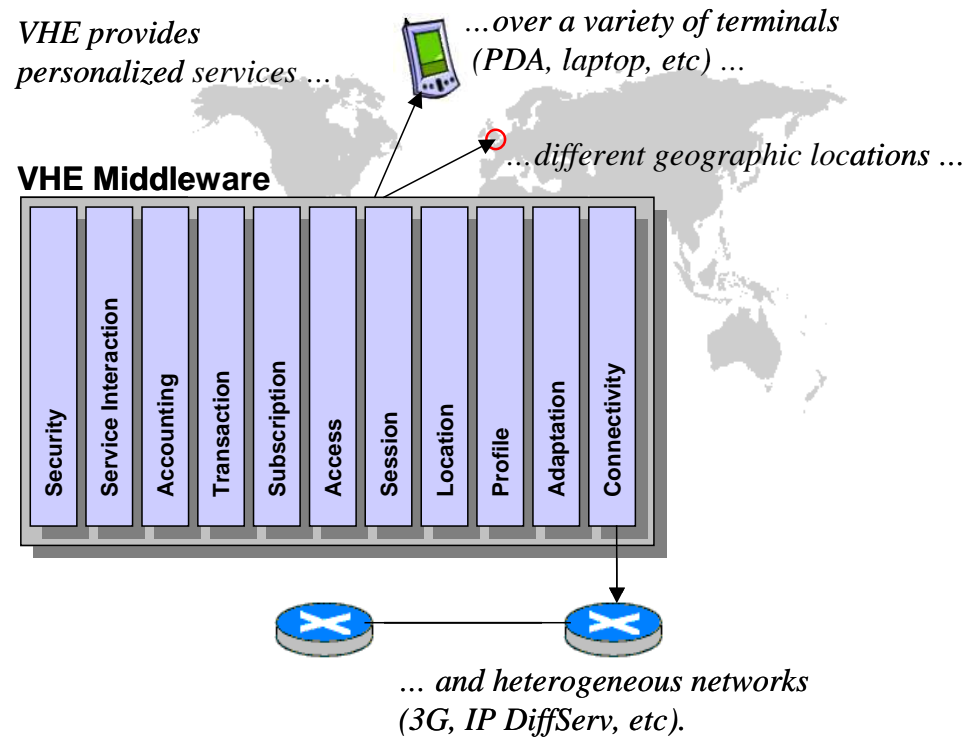 VHE provides
personalized services …
…over a variety of terminals
(PDA, laptop, etc) …
…different geographic locations …
VHE Middleware
Security
Service Interaction
Accounting
Transaction
Subscription
Access
Session
Location
Profile
Adaptation
Connectivity
… and heterogeneous networks
(3G, IP DiffServ, etc).